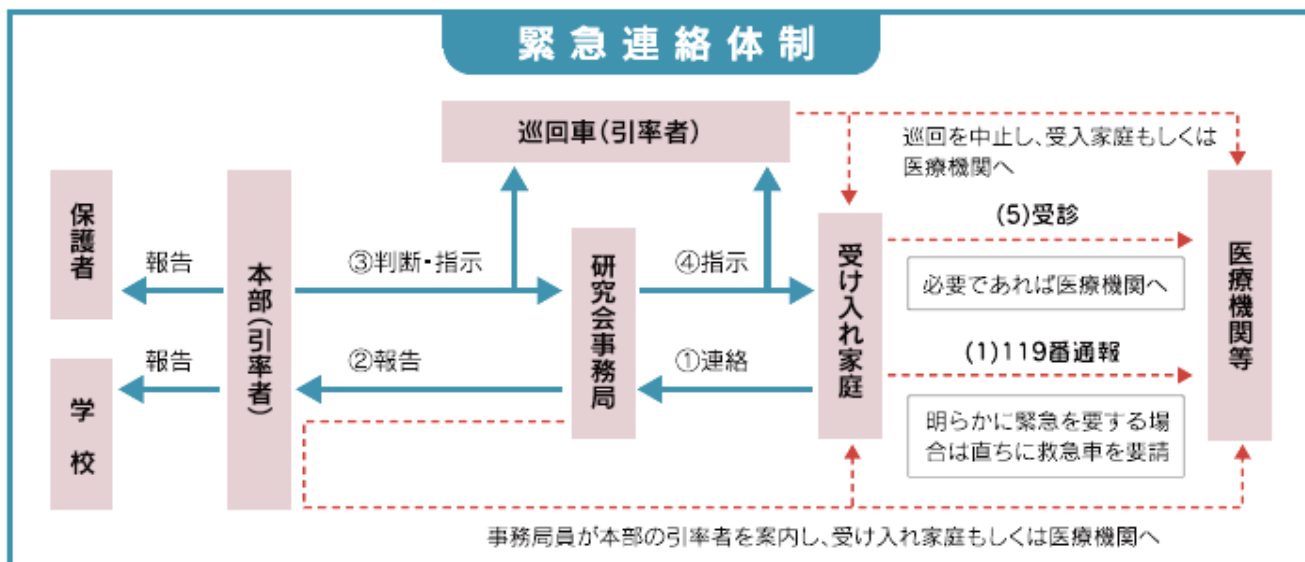 緊急連絡体制
巡回車(引率者)
巡回を中止し、受入家庭もしくは
医療機関へ
保護者
報告
本部(引率者)
③判断・指示
研究会事務局
④指示
受け入れ家庭
(5)受診
必要であれば医療機関へ
医療機関等
学校
報告
②報告
①連絡
(1)119番通報
明らかに緊急を要する場
合は直ちに救急車を要請
事務局員が本部の引率者を案内し、受け入れ家庭もしくは医療機関へ